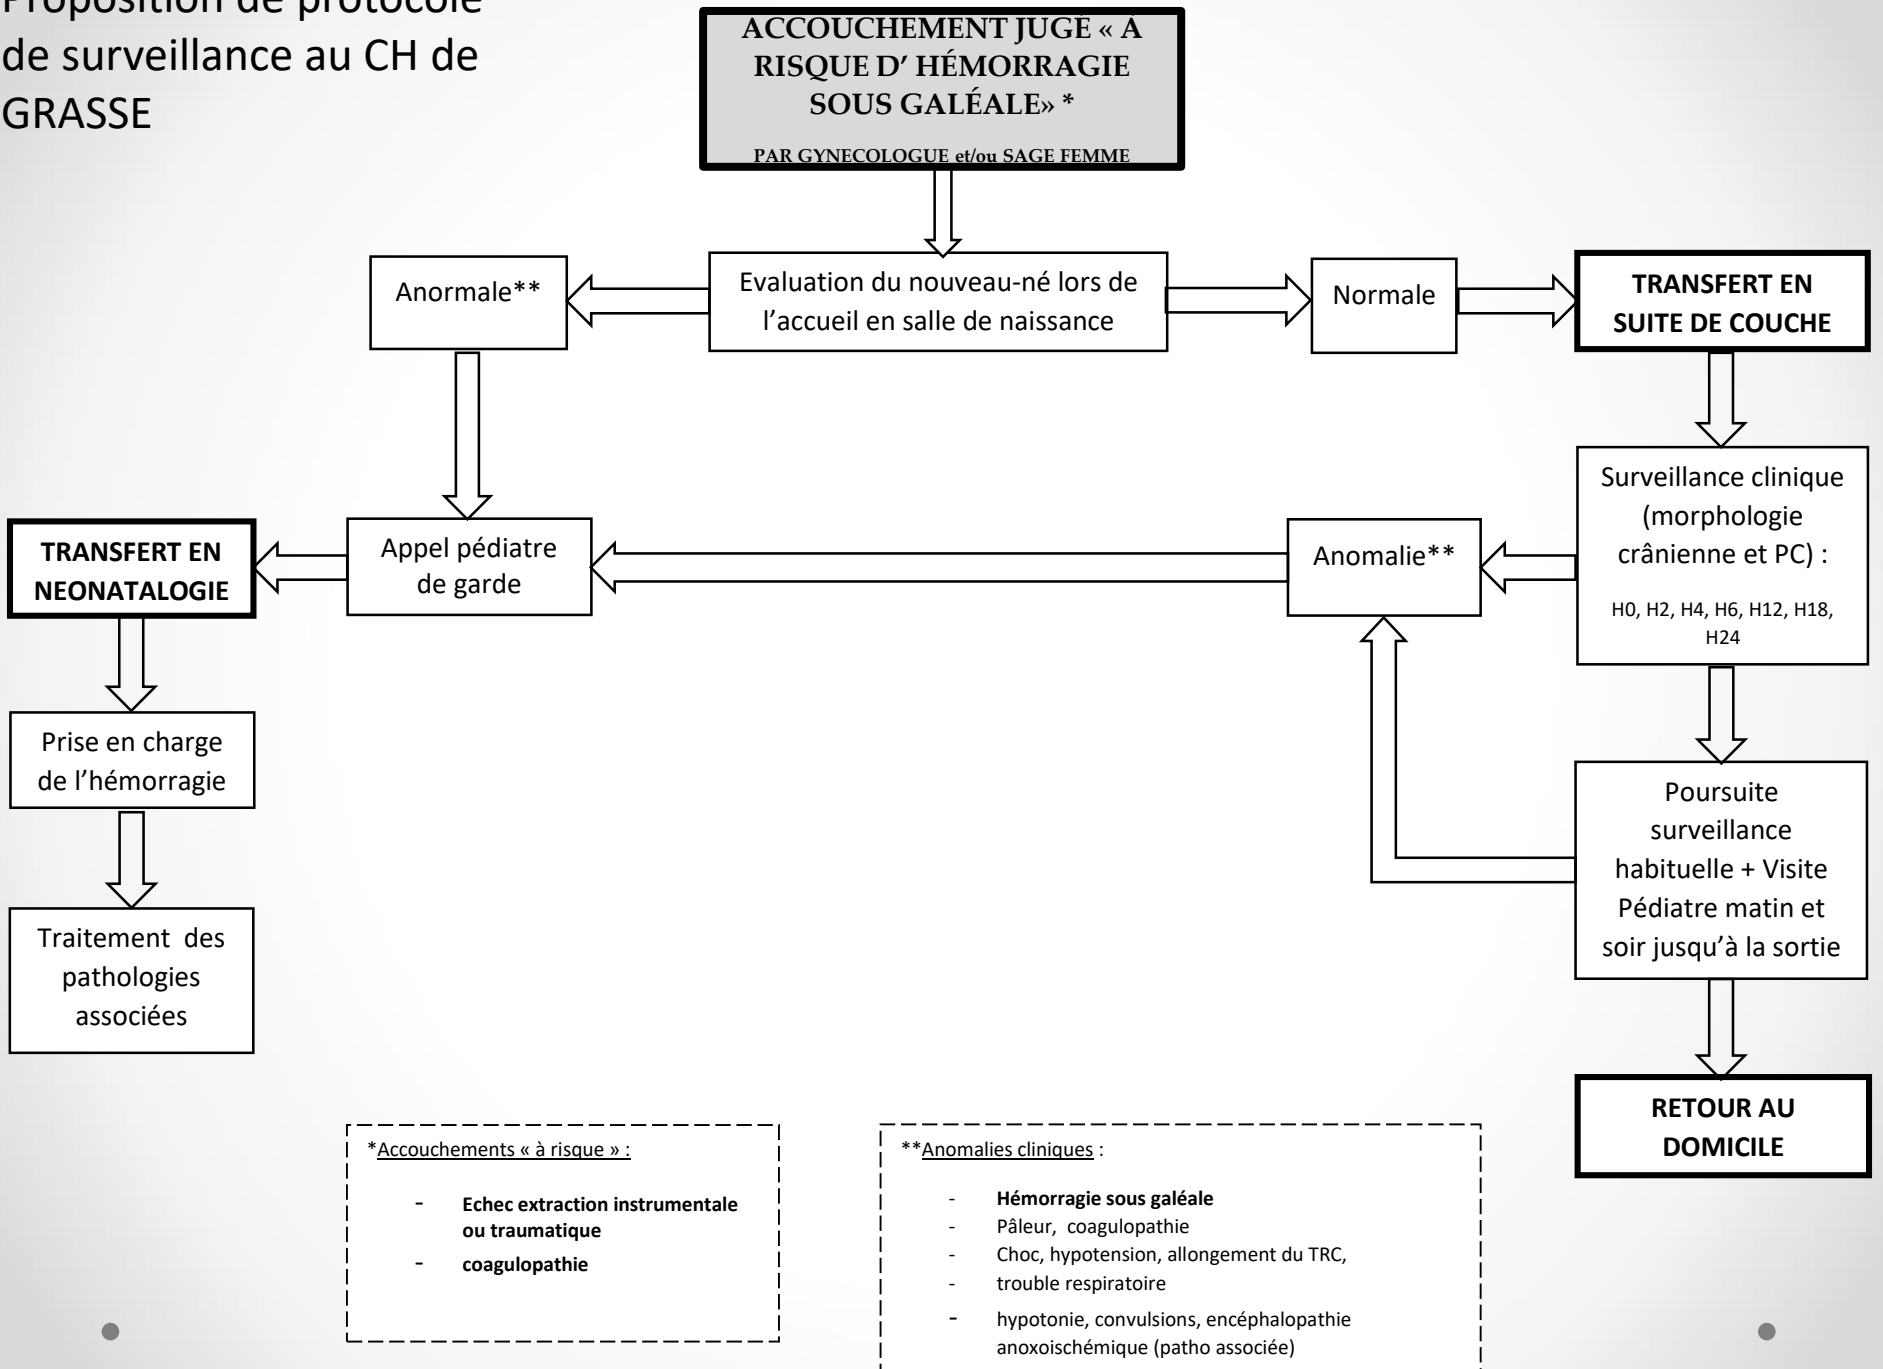 Proposition de protocole
de surveillance au CH de
GRASSE
ACCOUCHEMENT JUGÉ « À
RISQUE D’ HÉMORRAGIE
SOUS GALÉALE» *
PAR GYNECOLOGUE et/ou SAGE FEMME
Anormale**
Evaluation du nouveau-né lors de
l’accueil en salle de naissance
Normale
TRANSFERT EN
SUITE DE COUCHE
Surveillance clinique
(morphologie
crânienne et PC) :
H0, H2, H4, H6, H12, H18,
H24
Anomalie**
Appel pédiatre
de garde
TRANSFERT EN
NEONATALOGIE
Prise en charge
de l’hémorragie
Traitement des
pathologies
associées
Poursuite
surveillance
habituelle + Visite
Pédiatre matin et
soir jusqu’à la sortie
RETOUR AU
DOMICILE
*Accouchements « à risque » :
- Echec extraction instrumentale
ou traumatique
- coagulopathie
**Anomalies cliniques :
- Hémorragie sous galéale
- Pâleur, coagulopathie
- Choc, hypotension, allongement du TRC,
- trouble respiratoire
- hypotonie, convulsions, encéphalopathie
anoxoischémique (patho associée)